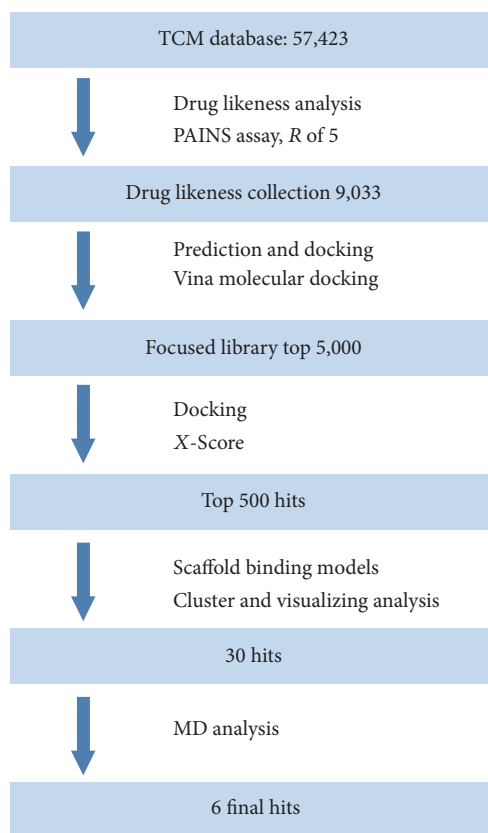 TCM database: 57,423
Drug likeness analysis
PAINS assay, R of 5
Drug likeness collection 9,033
Prediction and docking
Vina molecular docking
Focused library top 5,000
Docking
X-Score
Top 500 hits
Scaffold binding models
Cluster and visualizing analysis
30 hits
MD analysis
6 final hits